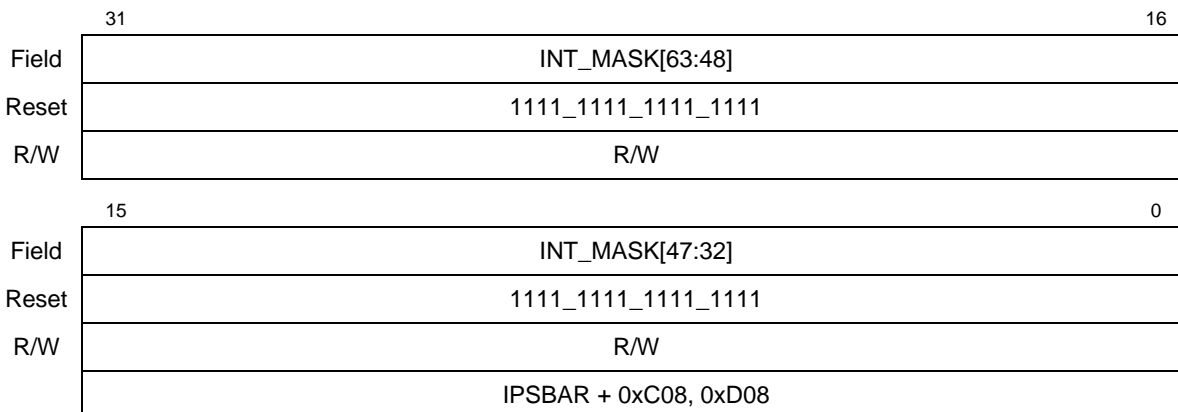 31 16
Field INT_MASK[63:48]
Reset 1111_1111_1111_1111
R/W R/W
15 0
Field INT_MASK[47:32]
Reset 1111_1111_1111_1111
R/W R/W
IPSBAR + 0xC08, 0xD08